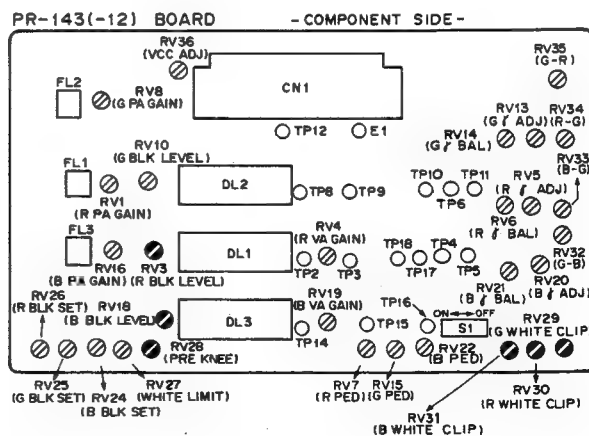 PR-143(-12) BOARD
-COMPONENT SIDE-
RV36
(VCC ADJ)
RV35
(G-R)
FL2
RV8
(G PA GAIN)
CN1
RV13
(G γ ADJ)
RV34
(R-G)
TP12
E1
RV14
(G γ BAL)
RV33
(B-G)
RV10
(G BLK LEVEL)
FL1
DL2
TP8
TP9
TP10
TP11
TP6
RV5
(R γ ADJ)
RV1
(R PA GAIN)
RV4
(R VA GAIN)
RV6
(R γ BAL)
FL3
DL1
TP2
TP3
TP18
TP17
TP4
TP5
RV32
(G-B)
RV16
(B PA GAIN)
RV3
(R BLK LEVEL)
RV21
(B γ BAL)
RV20
(B γ ADJ)
RV26
(R BLK SET)
RV18
(B BLK LEVEL)
RV19
(B VA GAIN)
TP16
ON
OFF
RV29
(G WHITE CLIP)
DL3
TP14
TP15
S1
RV28
(PRE KNEE)
RV22
(B PED)
RV25
(G BLK SET)
RV24
(B BLK SET)
RV27
(WHITE LIMIT)
RV7
(R PED)
RV15
(G PED)
RV31
(B WHITE CLIP)
RV30
(R WHITE CLIP)